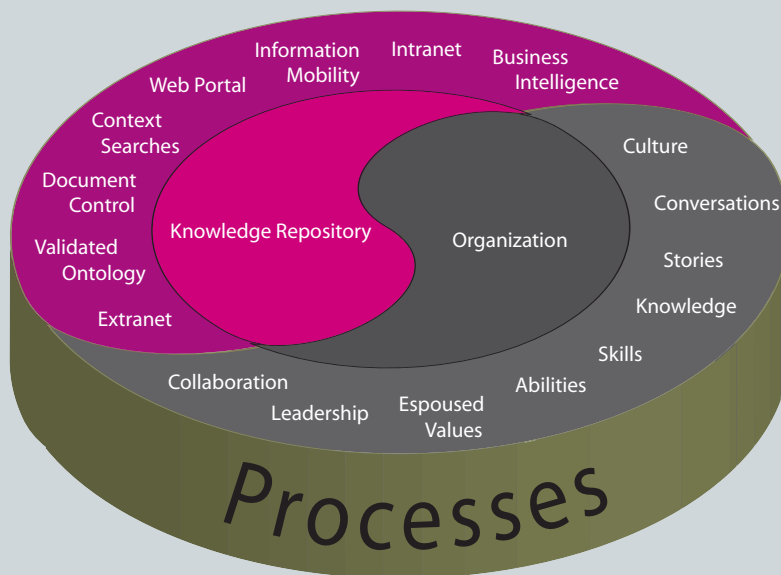 Information
Mobility
Intranet
Business
Intelligence
Web Portal
Context
Searches
Document
Control
Validated
Ontology
Extranet
Knowledge Repository
Organization
Culture
Conversations
Stories
Knowledge
Skills
Abilities
Espoused
Values
Leadership
Collaboration
Processes